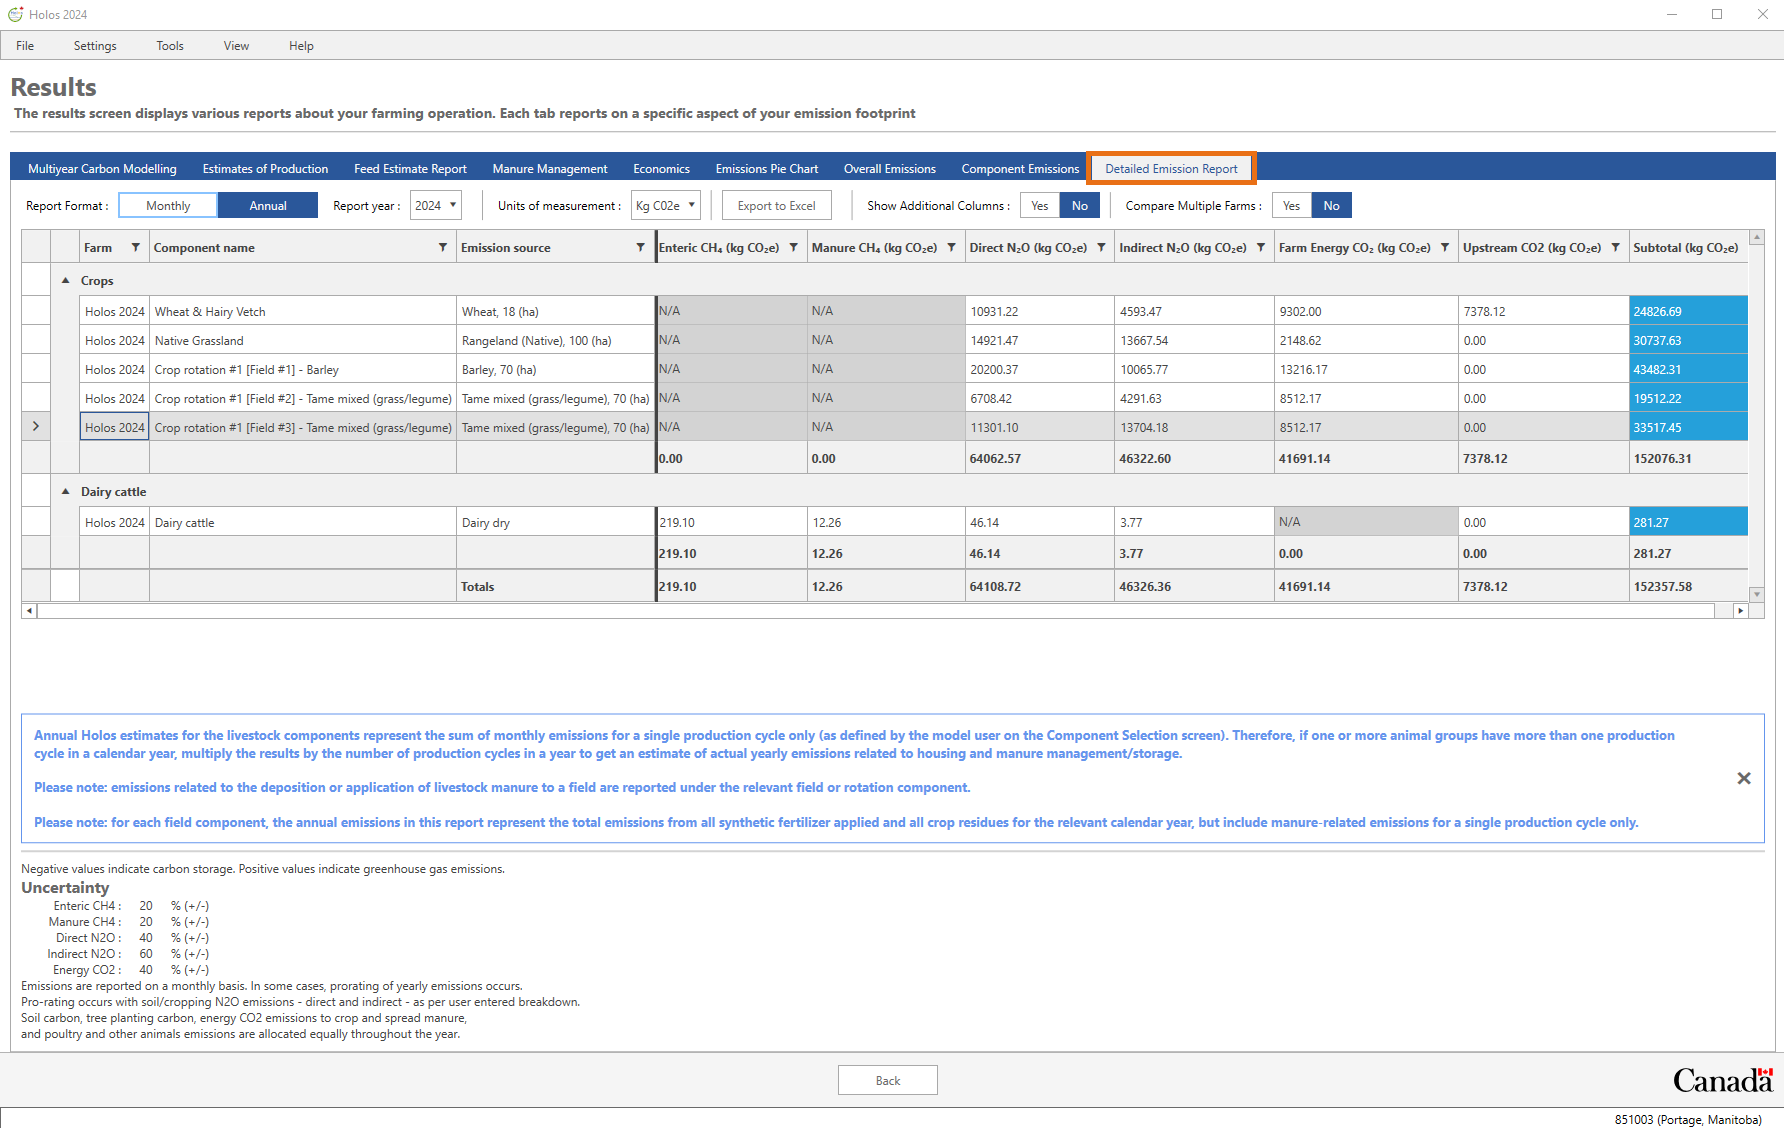 Holos 2024
File Settings Tools View Help
Results
The results screen displays various reports about your farming operation. Each tab reports on a specific aspect of your emission footprint
Multiyear Carbon Modelling Estimates of Production Feed Estimate Report Manure Management Economics Emissions Pie Chart Overall Emissions Component Emissions Detailed Emission Report
Report Format : Monthly Annual Report year : 2024 Units of measurement : Kg C02e Export to Excel Show Additional Columns : Yes No Compare Multiple Farms : Yes No
Farm Component name Emission source Enteric CH₄ (kg CO₂e) Manure CH₄ (kg CO₂e) Direct N₂O (kg CO₂e) Indirect N₂O (kg CO₂e) Farm Energy CO₂ (kg CO₂e) Upstream CO2 (kg CO₂e) Subtotal (kg CO₂e)
Crops
Holos 2024 Wheat & Hairy Vetch Wheat, 18 (ha) N/A N/A 10931.22 4593.47 9302.00 7378.12 24826.69
Holos 2024 Native Grassland Rangeland (Native), 100 (ha) N/A N/A 14921.47 13667.54 2148.62 0.00 30737.63
Holos 2024 Crop rotation #1 [Field #1] - Barley Barley, 70 (ha) N/A N/A 20200.37 10065.77 13216.17 0.00 43482.31
Holos 2024 Crop rotation #1 [Field #2] - Tame mixed (grass/legume) Tame mixed (grass/legume), 70 (ha) N/A N/A 6708.42 4291.63 8512.17 0.00 19512.22
Holos 2024 Crop rotation #1 [Field #3] - Tame mixed (grass/legume) Tame mixed (grass/legume), 70 (ha) N/A N/A 11301.10 13704.18 8512.17 0.00 33517.45
0.00 0.00 64062.57 46322.60 41691.14 7378.12 152076.31
Dairy cattle
Holos 2024 Dairy cattle Dairy dry 219.10 12.26 46.14 3.77 N/A 0.00 281.27
219.10 12.26 46.14 3.77 0.00 0.00 281.27
Totals 219.10 12.26 64108.72 46326.36 41691.14 7378.12 152357.58
Annual Holos estimates for the livestock components represent the sum of monthly emissions for a single production cycle only (as defined by the model user on the Component Selection screen). Therefore, if one or more animal groups have more than one production
cycle in a calendar year, multiply the results by the number of production cycles in a year to get an estimate of actual yearly emissions related to housing and manure management/storage.
Please note: emissions related to the deposition or application of livestock manure to a field are reported under the relevant field or rotation component.
Please note: for each field component, the annual emissions in this report represent the total emissions from all synthetic fertilizer applied and all crop residues for the relevant calendar year, but include manure-related emissions for a single production cycle only.
Negative values indicate carbon storage. Positive values indicate greenhouse gas emissions.
Uncertainty
Enteric CH4 : 20 % (+/-)
Manure CH4 : 20 % (+/-)
Direct N2O : 40 % (+/-)
Indirect N2O : 60 % (+/-)
Energy CO2 : 40 % (+/-)
Emissions are reported on a monthly basis. In some cases, prorating of yearly emissions occurs.
Pro-rating occurs with soil/cropping N2O emissions - direct and indirect - as per user entered breakdown.
Soil carbon, tree planting carbon, energy CO2 emissions to crop and spread manure,
and poultry and other animals emissions are allocated equally throughout the year.
Back
Canada
851003 (Portage, Manitoba)